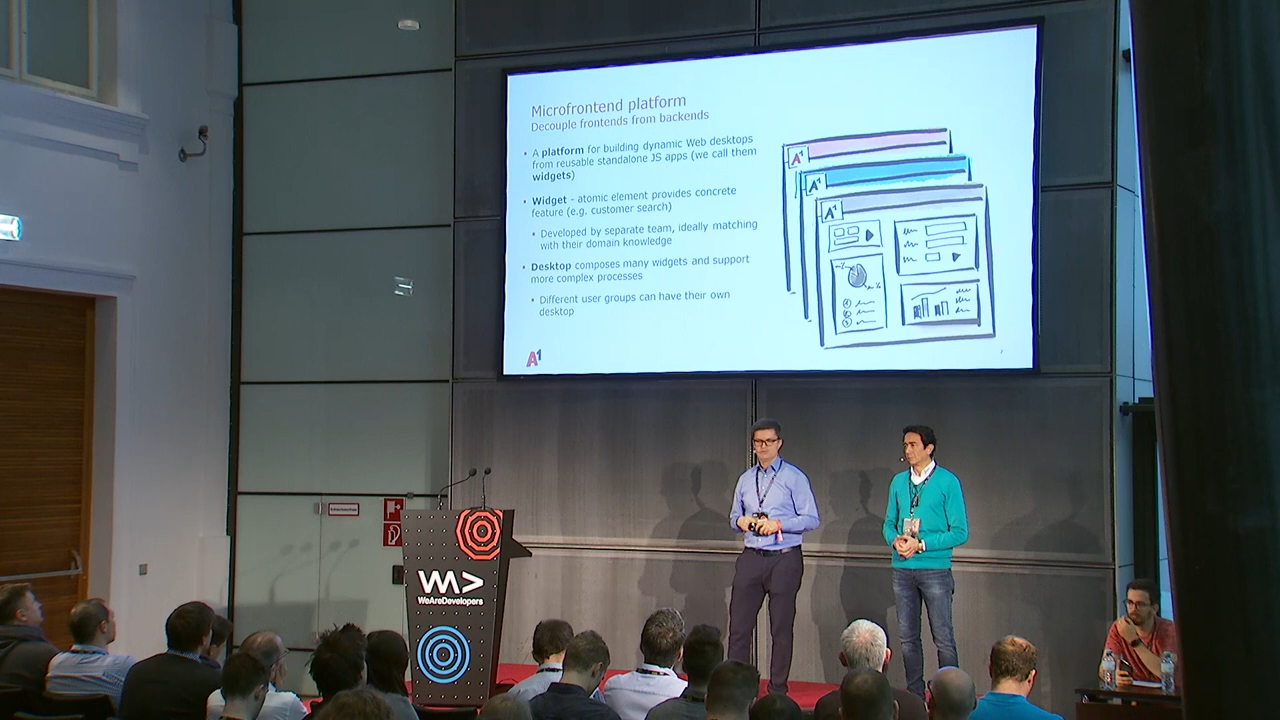 Microfrontend platform
Decouple frontends from backends
• A platform for building dynamic Web desktops
from reusable standalone JS apps (we call them
widgets)
• Widget - atomic element provides concrete
feature (e.g. customer search)
• Developed by separate team, ideally matching
with their domain knowledge
• Desktop composes many widgets and support
more complex processes
• Different user groups can have their own
desktop
A1
A1
A1
A1
WeAreDevelopers